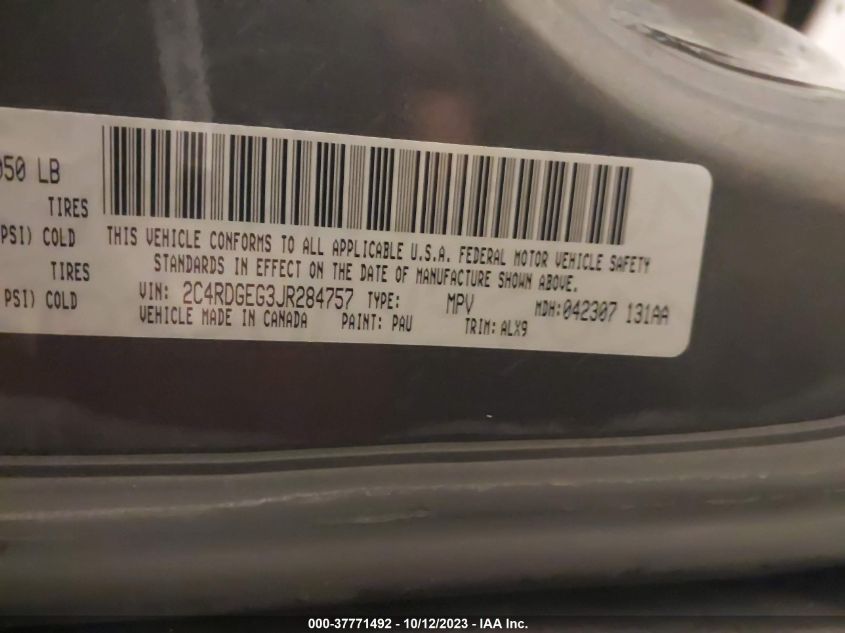 050 LB
TIRES
PSI) COLD
TIRES
PSI) COLD
THIS VEHICLE CONFORMS TO ALL APPLICABLE U.S.A. FEDERAL MOTOR VEHICLE SAFETY
STANDARDS IN EFFECT ON THE DATE OF MANUFACTURE SHOWN ABOVE.
VIN: 2C4RDGEG3JR284757 TYPE: MPV MDH:042307 131AA
VEHICLE MADE IN CANADA PAINT: PAU TRIM: ALX9
000-37771492 - 10/12/2023 - IAA Inc.